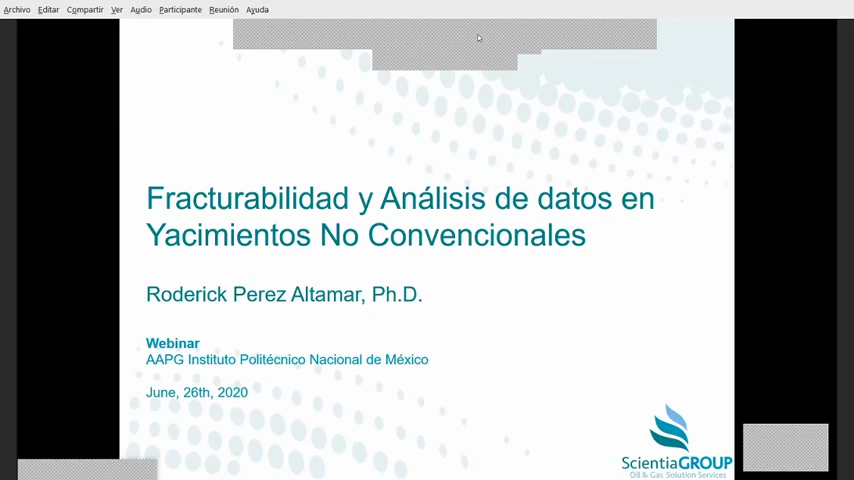 Archivo Editar Compartir Ver Audio Participante Reunión Ayuda
Fracturabilidad y Análisis de datos en
Yacimientos No Convencionales
Roderick Perez Altamar, Ph.D.
Webinar
AAPG Instituto Politécnico Nacional de México
June, 26th, 2020
ScientiaGROUP
Oil & Gas Solution Services